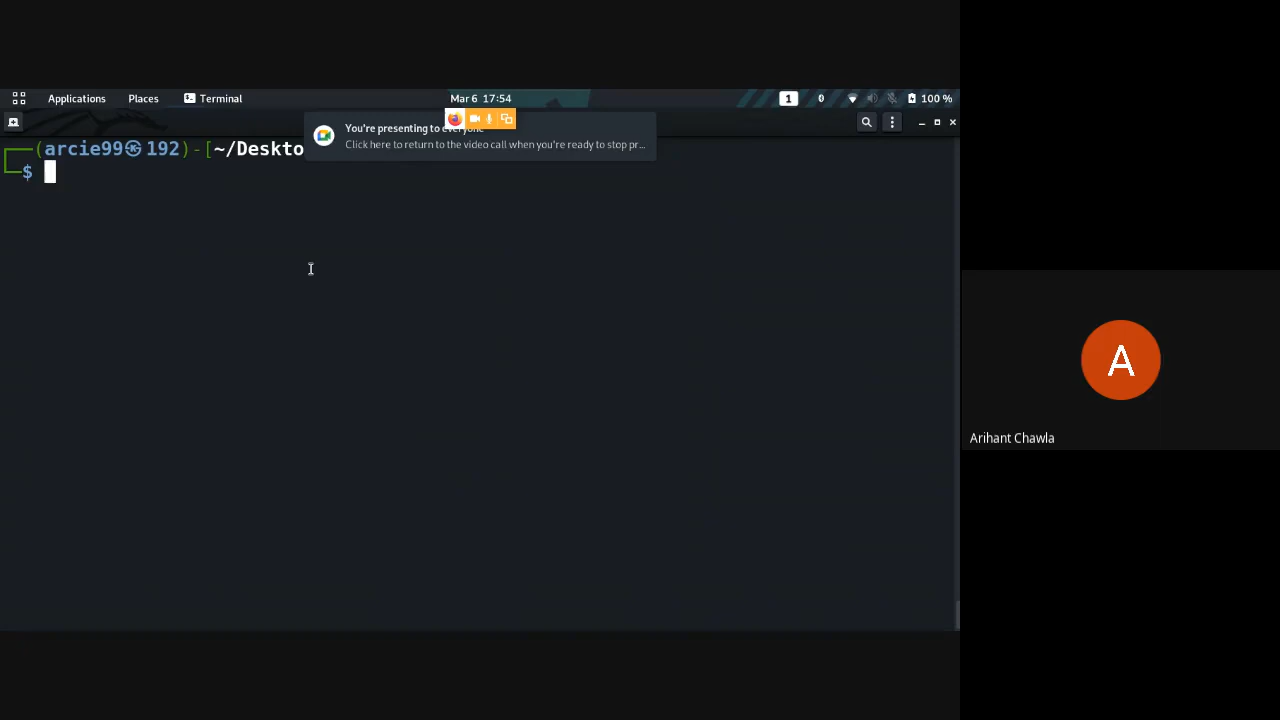 Applications Places Terminal Mar 6 17:54 1 100 %
You're presenting to everyone
Click here to return to the video call when you're ready to stop pr...
(arcie99㉿192)-[~/Deskto
$
A
Arihant Chawla